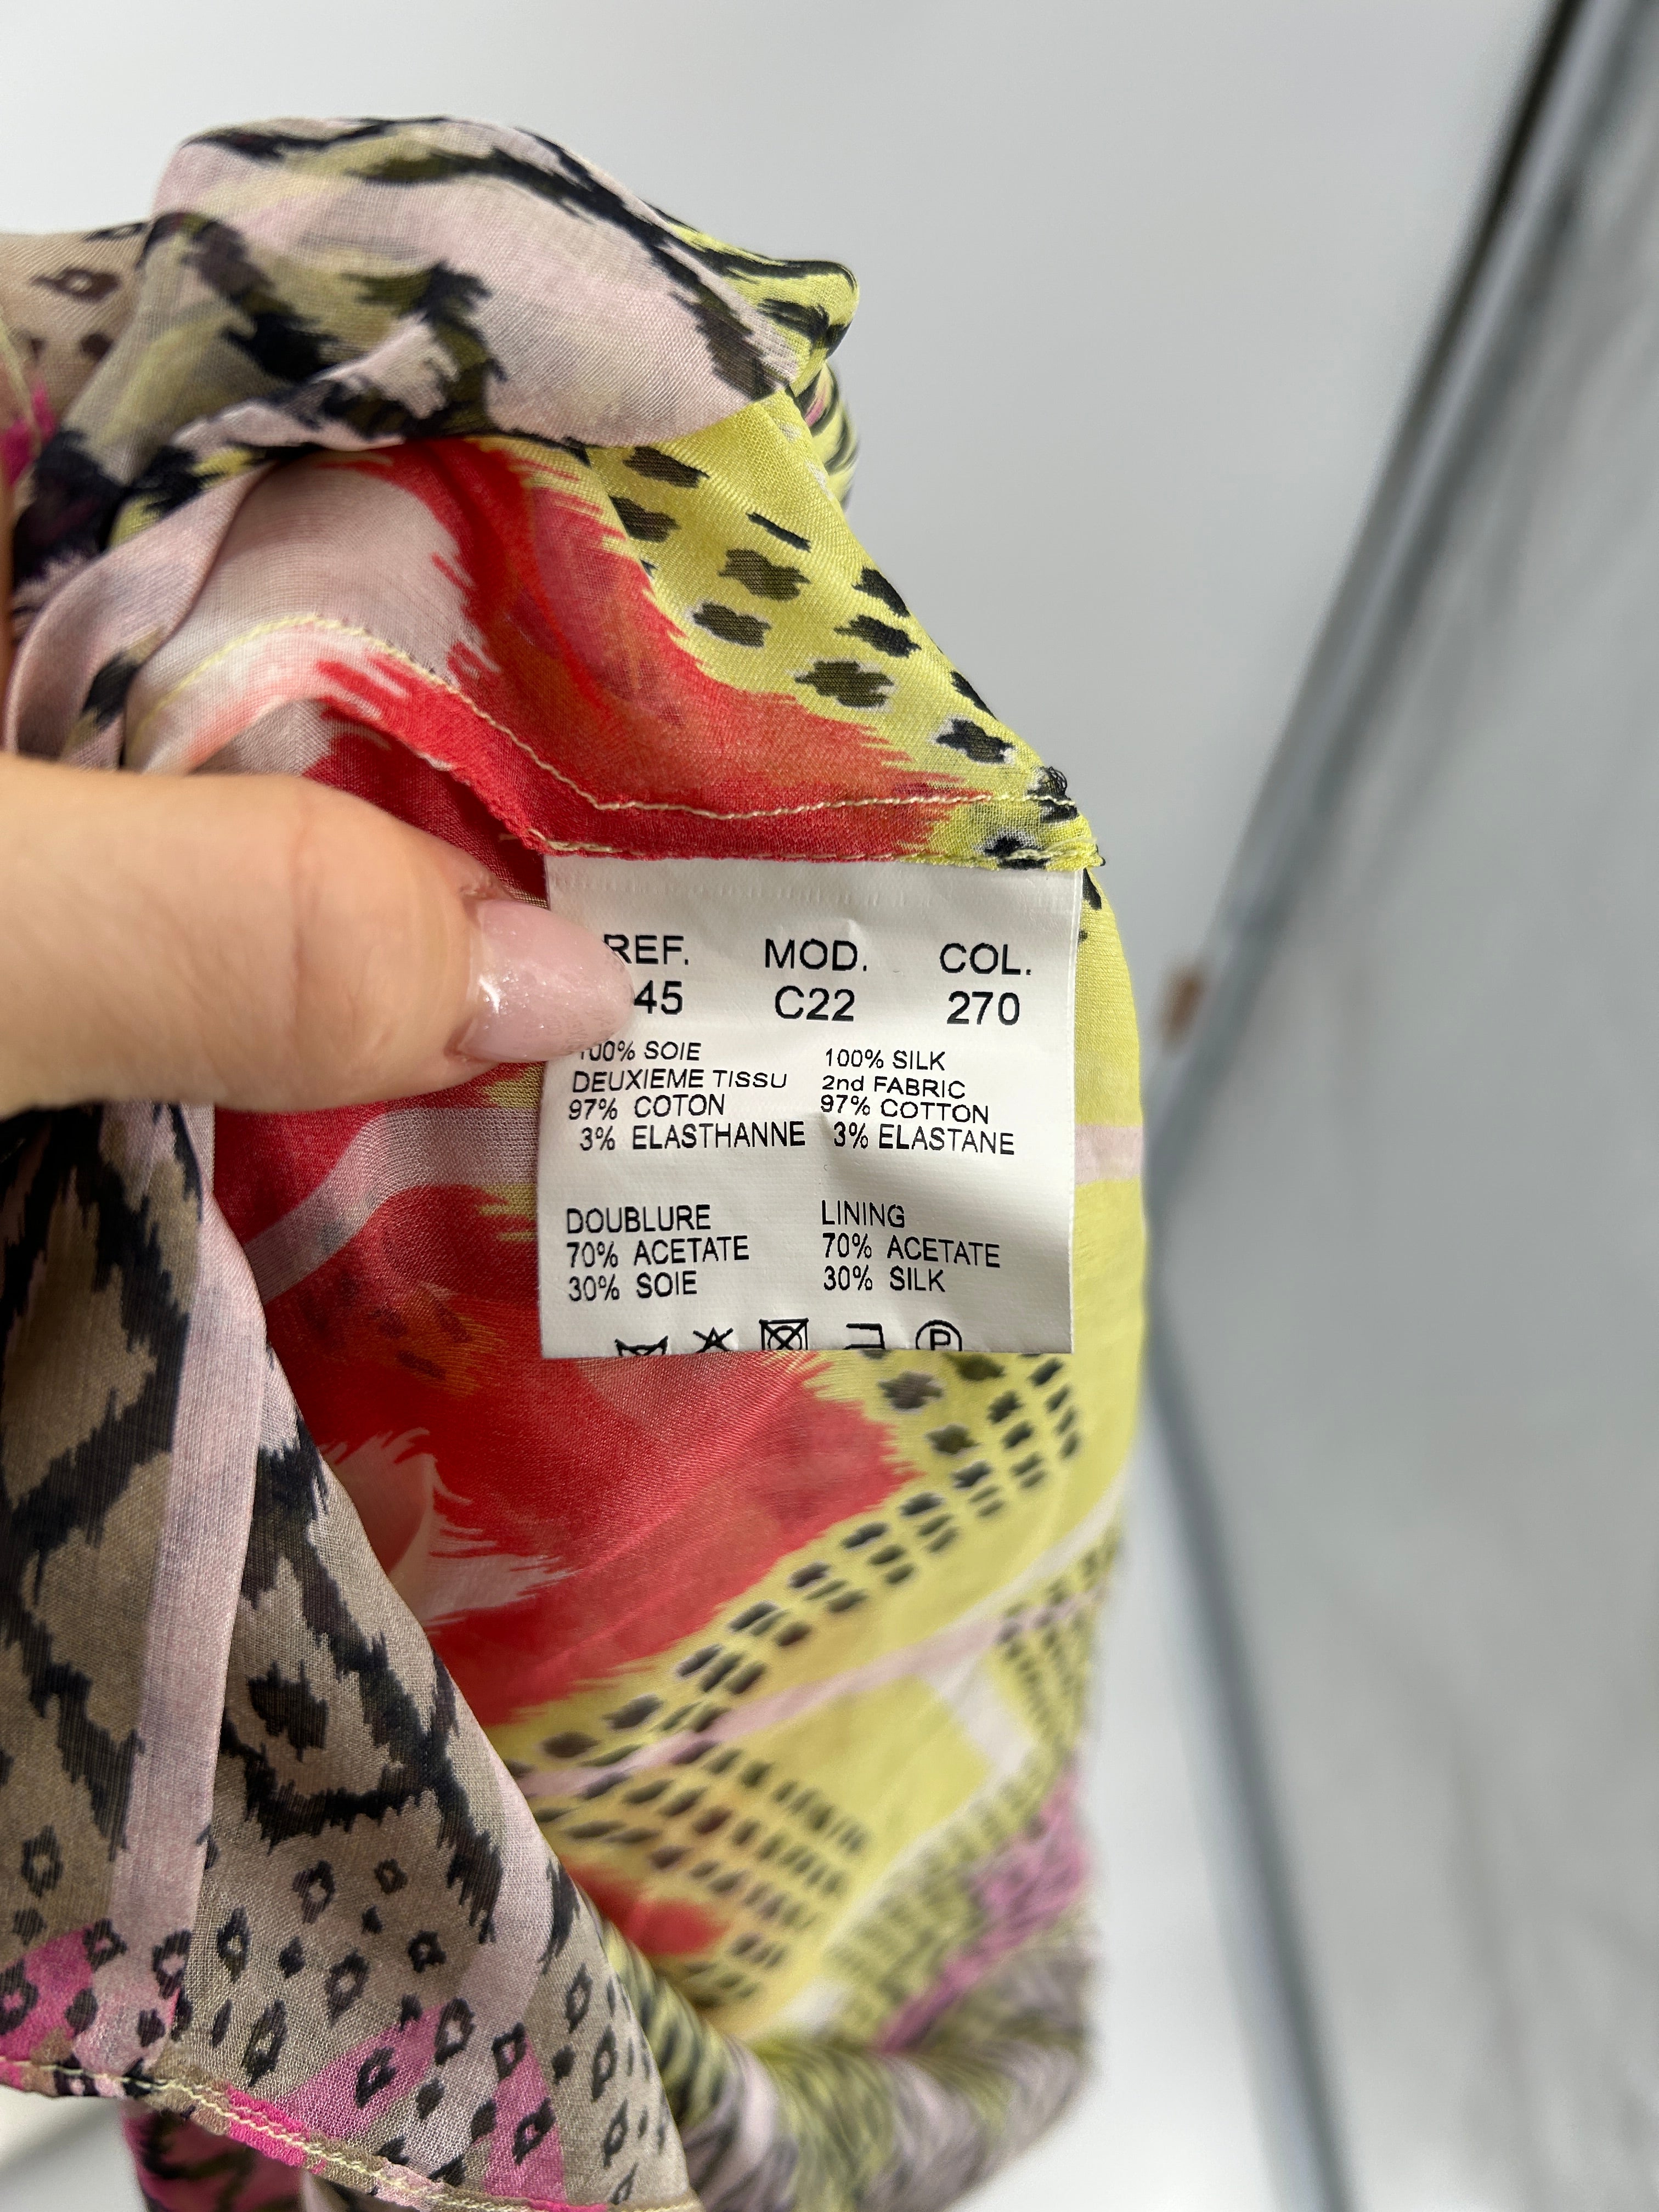 REF. MOD. COL.
45 C22 270
100% SOIE 100% SILK
DEUXIEME TISSU 2nd FABRIC
97% COTON 97% COTTON
3% ELASTHANNE 3% ELASTANE
DOUBLURE LINING
70% ACETATE 70% ACETATE
30% SOIE 30% SILK
P